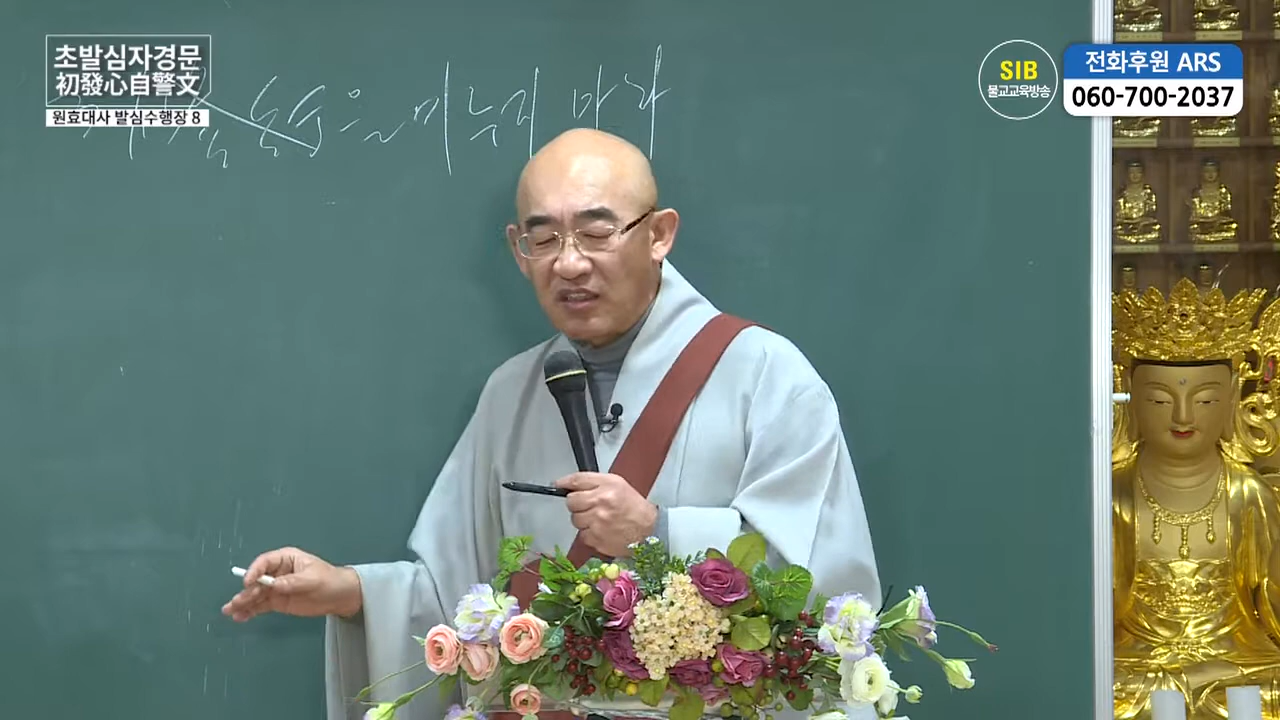 초발심자경문
初發心自警文
원효대사 발심수행장 8
SIB
불교교육방송
전화후원 ARS
060-700-2037
미루지 마라